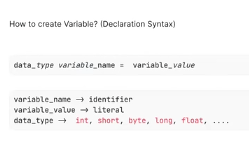 How to create Variable? (Declaration Syntax)
data_type variable_name = variable_value
variable_name → identifier
variable_value → literal
data_type → int, short, byte, long, float, ....